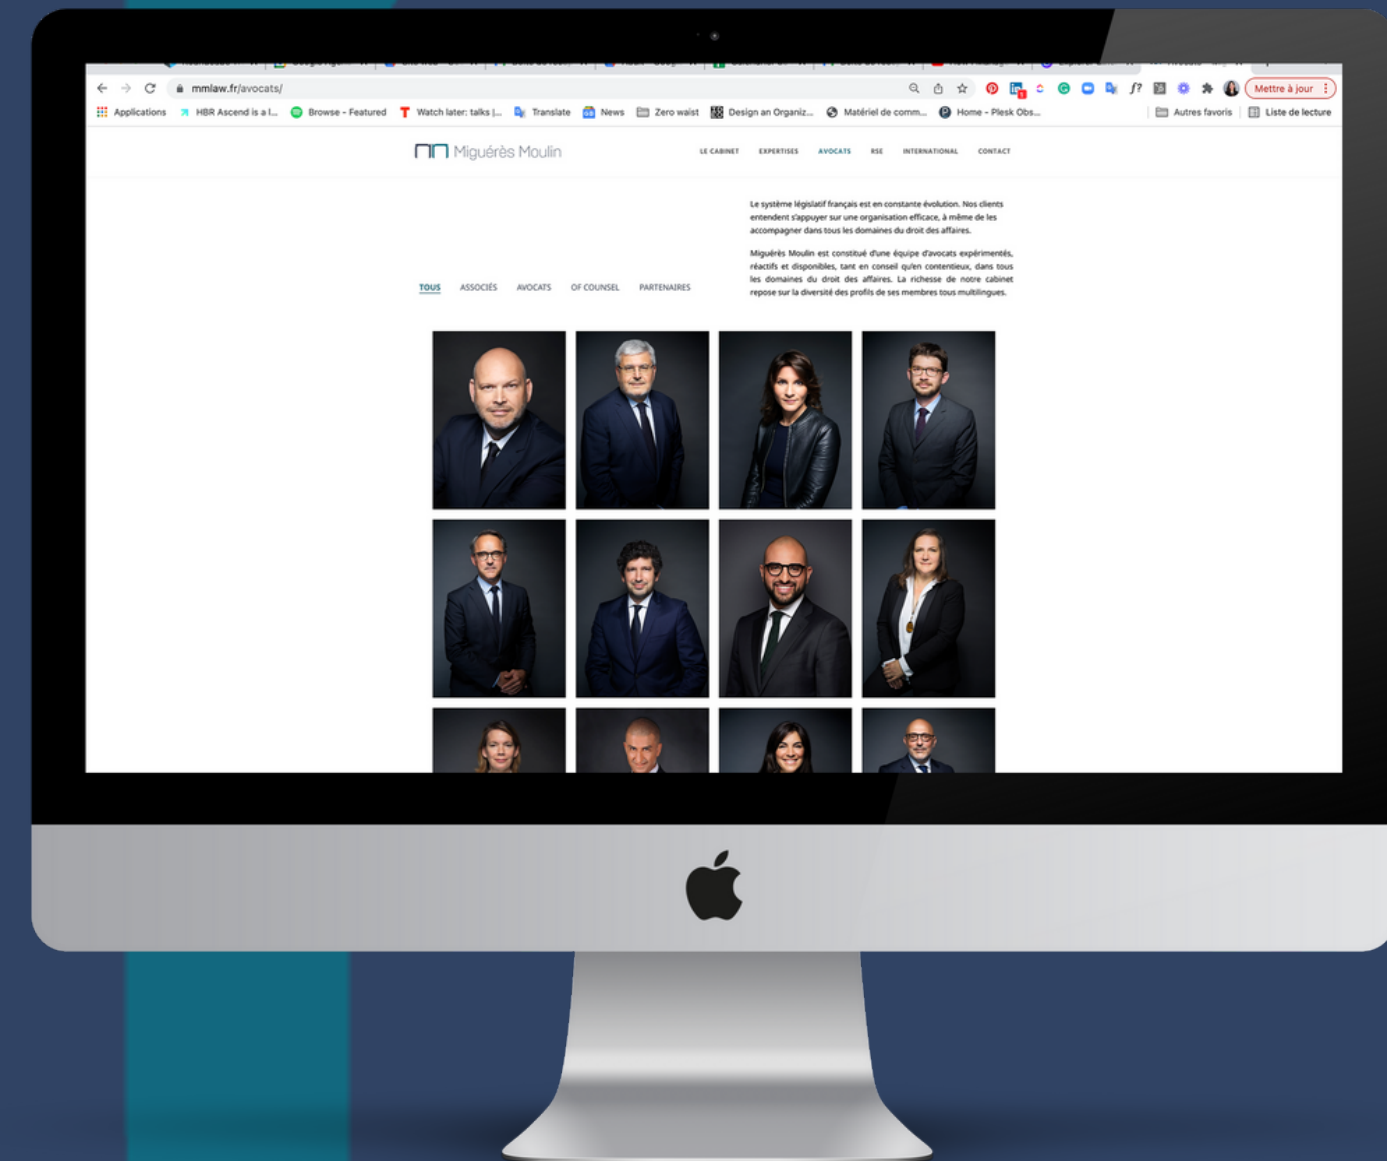 mmlaw.fr/avocats/
Mettre à jour
Applications HBR Ascend is a l... Browse – Featured Watch later: talks |... Translate News Zero waist Design an Organiz... Matériel de comm... Home – Plesk Obs... Autres favoris Liste de lecture
Miguérès Moulin
LE CABINET EXPERTISES AVOCATS RSE INTERNATIONAL CONTACT
Le système législatif français est en constante évolution. Nos clients
entendent s'appuyer sur une organisation efficace, à même de les
accompagner dans tous les domaines du droit des affaires.
Miguérès Moulin est constitué d'une équipe d'avocats expérimentés,
réactifs et disponibles, tant en conseil qu'en contentieux, dans tous
les domaines du droit des affaires. La richesse de notre cabinet
repose sur la diversité des profils de ses membres tous multilingues.
TOUS ASSOCIÉS AVOCATS OF COUNSEL PARTENAIRES